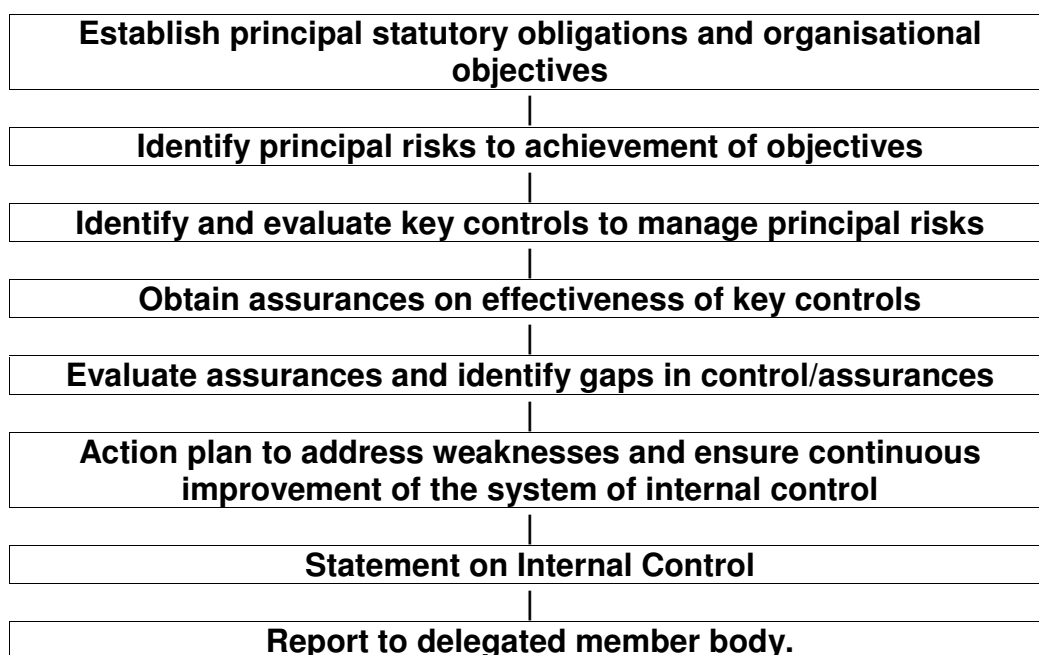 Establish principal statutory obligations and organisational
objectives
Identify principal risks to achievement of objectives
Identify and evaluate key controls to manage principal risks
Obtain assurances on effectiveness of key controls
Evaluate assurances and identify gaps in control/assurances
Action plan to address weaknesses and ensure continuous
improvement of the system of internal control
Statement on Internal Control
Report to delegated member body.